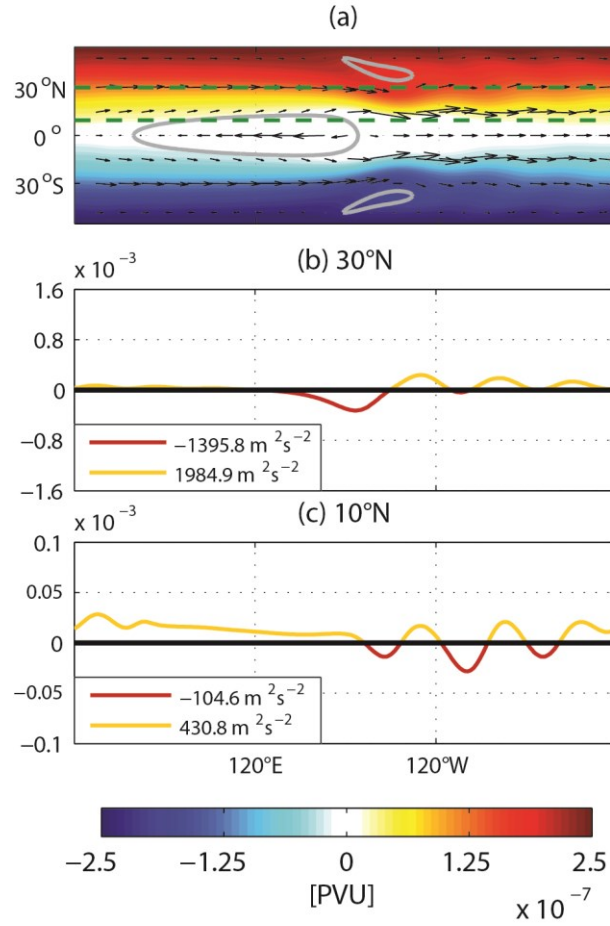 (a)
30 °N
0 °
30 °S
(b) 30°N
x 10 −3
1.6
0.8
0
−0.8
−1.6
−1395.8 m 2s−2
1984.9 m 2s−2
(c) 10°N
x 10 −3
0.1
0.05
0
−0.05
−0.1
−104.6 m 2s−2
430.8 m 2s−2
120°E 120°W
−2.5 −1.25 0 1.25 2.5
[PVU]
x 10 −7